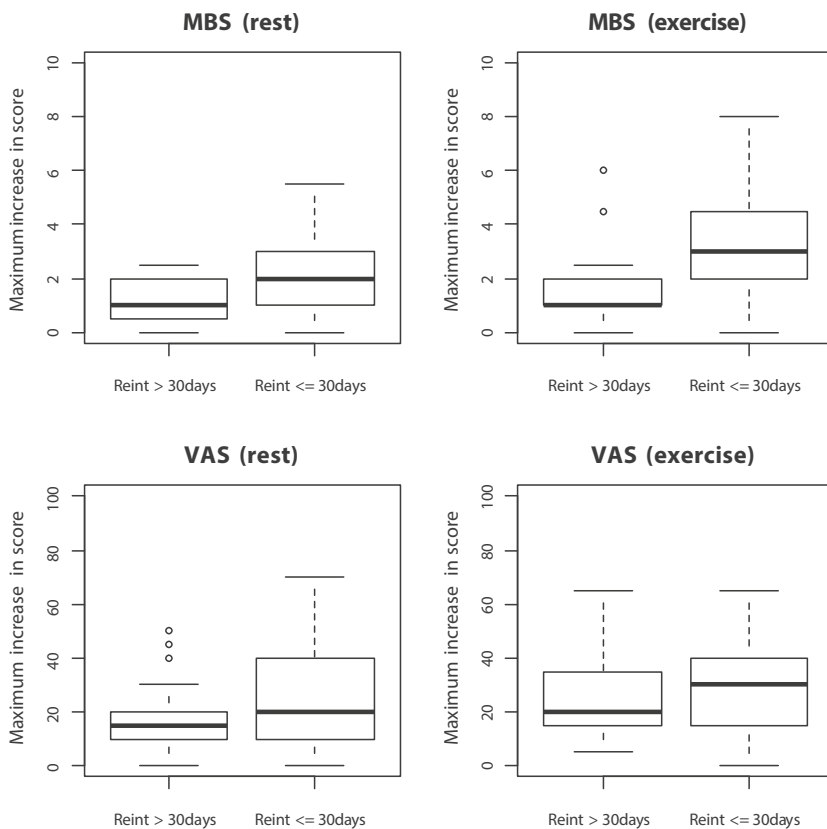 MBS (rest)
Maximum increase in score
10
8
6
4
2
0
Reint > 30days Reint <= 30days
MBS (exercise)
Maximum increase in score
10
8
6
4
2
0
Reint > 30days Reint <= 30days
VAS (rest)
Maximum increase in score
100
80
60
40
20
0
Reint > 30days Reint <= 30days
VAS (exercise)
Maximum increase in score
100
80
60
40
20
0
Reint > 30days Reint <= 30days